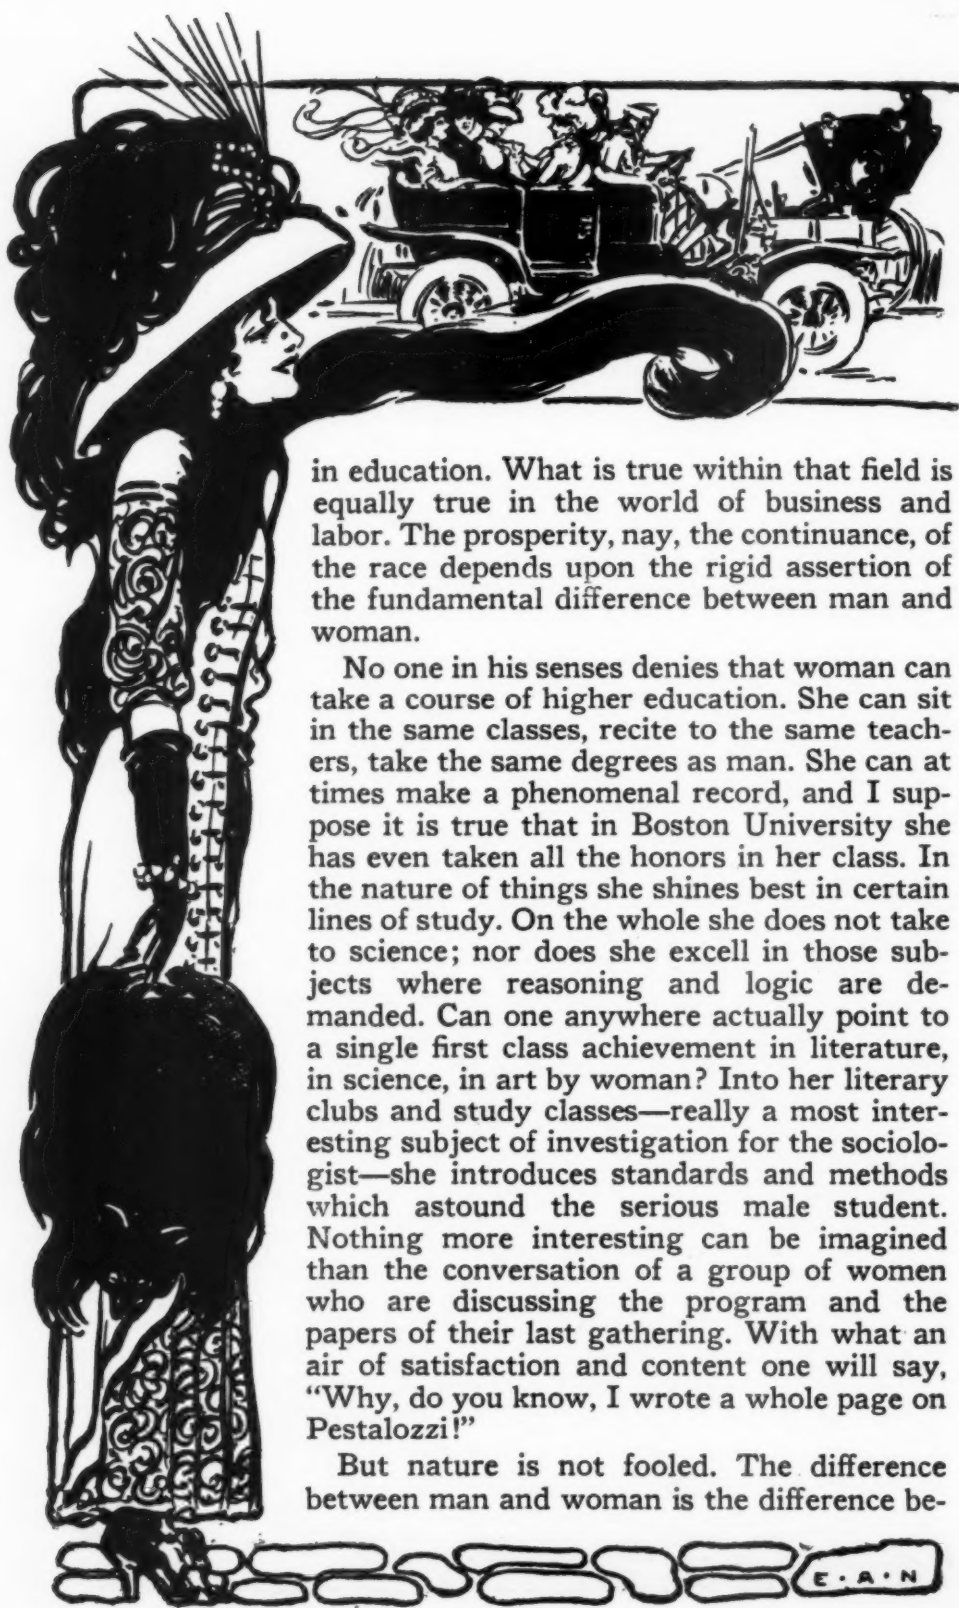 in education. What is true within that field is
equally true in the world of business and
labor. The prosperity, nay, the continuance, of
the race depends upon the rigid assertion of
the fundamental difference between man and
woman.
No one in his senses denies that woman can
take a course of higher education. She can sit
in the same classes, recite to the same teach-
ers, take the same degrees as man. She can at
times make a phenomenal record, and I sup-
pose it is true that in Boston University she
has even taken all the honors in her class. In
the nature of things she shines best in certain
lines of study. On the whole she does not take
to science; nor does she excell in those sub-
jects where reasoning and logic are de-
manded. Can one anywhere actually point to
a single first class achievement in literature,
in science, in art by woman? Into her literary
clubs and study classes—really a most inter-
esting subject of investigation for the sociolo-
gist—she introduces standards and methods
which astound the serious male student.
Nothing more interesting can be imagined
than the conversation of a group of women
who are discussing the program and the
papers of their last gathering. With what an
air of satisfaction and content one will say,
“Why, do you know, I wrote a whole page on
Pestalozzi!”
But nature is not fooled. The difference
between man and woman is the difference be-
E·A·N